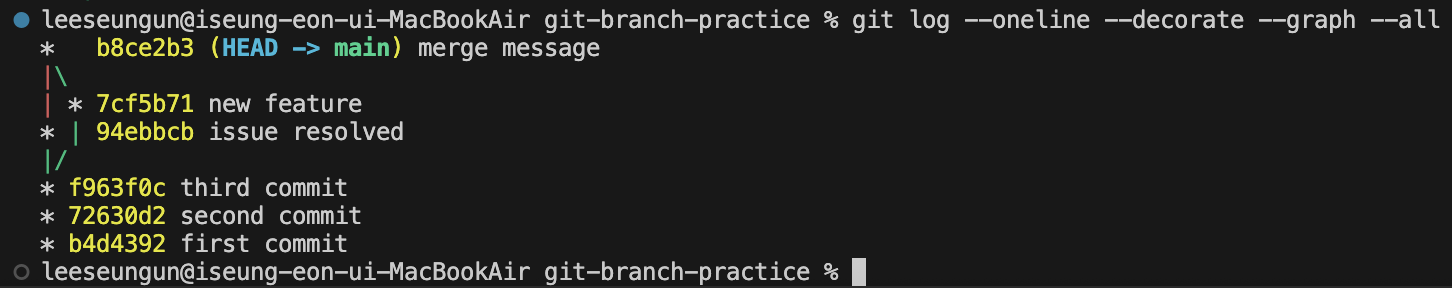 leeseungun@iseung-eon-ui-MacBookAir git-branch-practice % git log --oneline --decorate --graph --all
*   b8ce2b3 (HEAD -> main) merge message
|\
| * 7cf5b71 new feature
* | 94ebbcb issue resolved
|/
* f963f0c third commit
* 72630d2 second commit
* b4d4392 first commit
leeseungun@iseung-eon-ui-MacBookAir git-branch-practice %